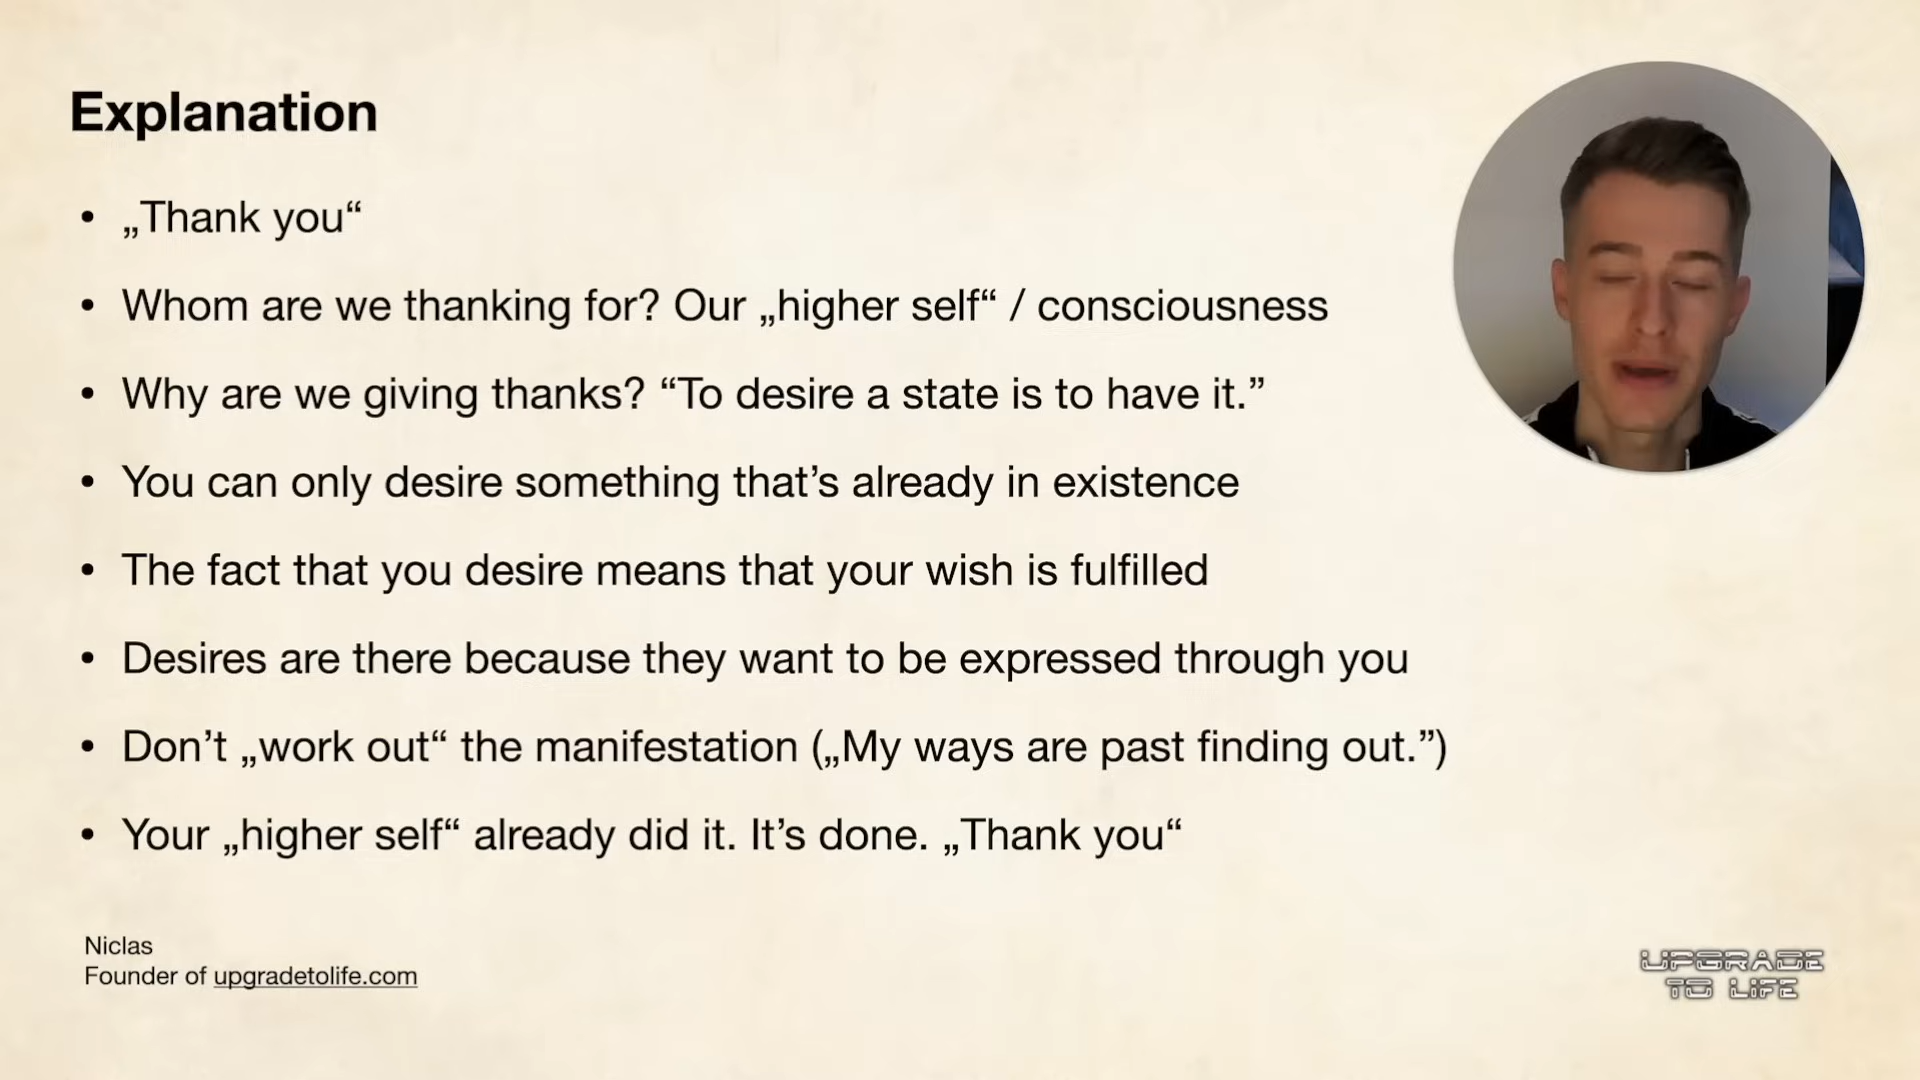 Explanation
• „Thank you“
• Whom are we thanking for? Our „higher self“ / consciousness
• Why are we giving thanks? “To desire a state is to have it.”
• You can only desire something that’s already in existence
• The fact that you desire means that your wish is fulfilled
• Desires are there because they want to be expressed through you
• Don’t „work out“ the manifestation („My ways are past finding out.”)
• Your „higher self“ already did it. It’s done. „Thank you“
Niclas
Founder of upgradetolife.com
UPGRADE
TO LIFE